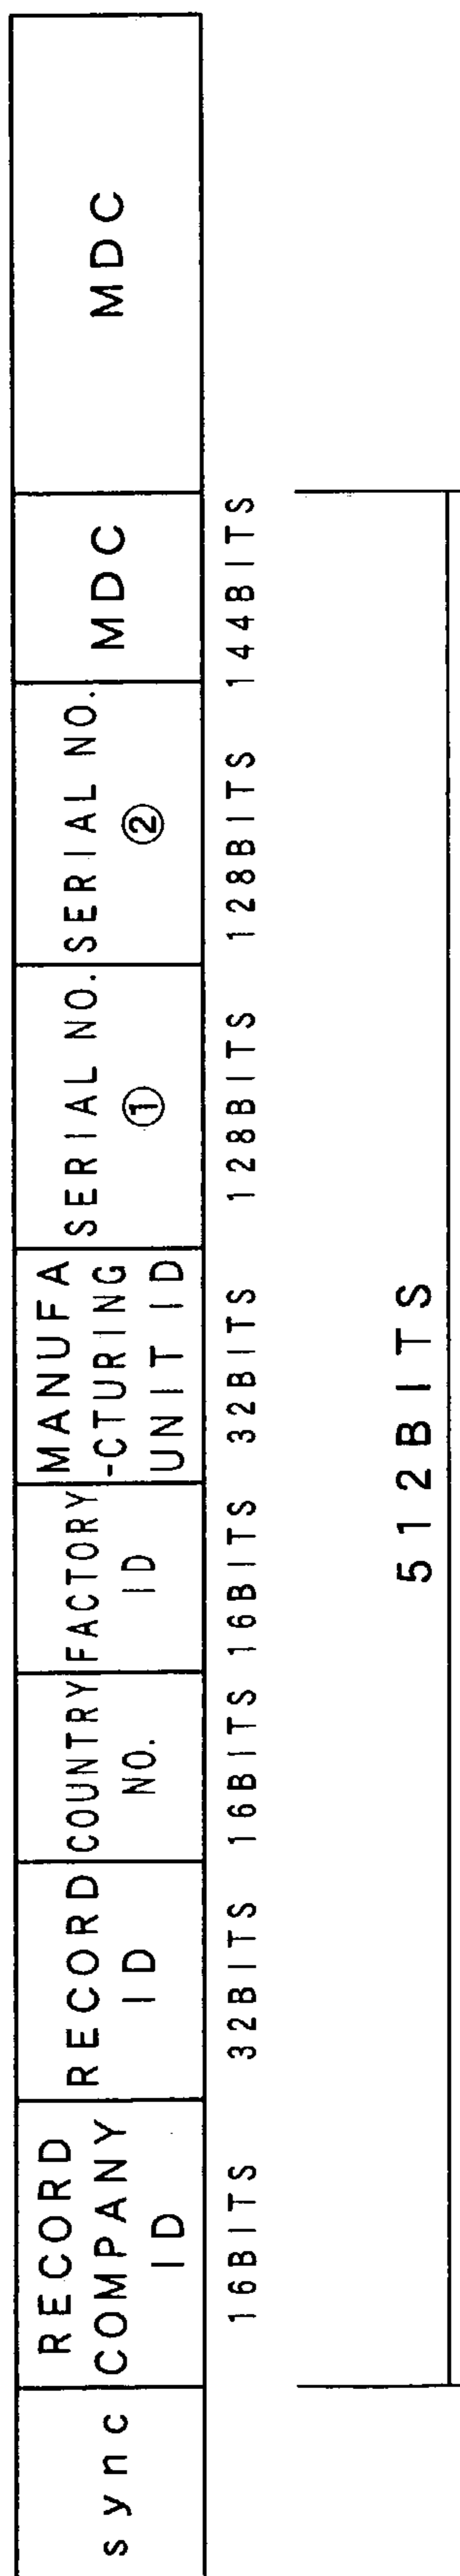 sync
RECORD
COMPANY
ID
RECORD
ID
COUNTRY
NO.
FACTORY
ID
MANUFA
-CTURING
UNIT ID
SERIAL NO.
①
SERIAL NO.
②
MDC
MDC
16BITS
32BITS
16BITS
16BITS
32BITS
128BITS
128BITS
144BITS
512BITS